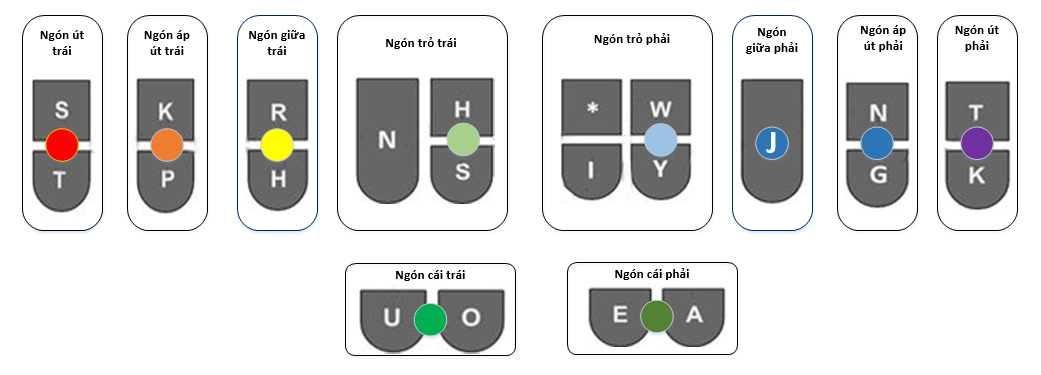 Ngón út
trái
Ngón áp
út trái
Ngón giữa
trái
Ngón trỏ trái
Ngón trỏ phải
Ngón
giữa phải
Ngón áp
út phải
Ngón út
phải
S
T
K
P
R
H
N
H
S
*
W
I
Y
J
N
G
T
K
Ngón cái trái
Ngón cái phải
U O
E A